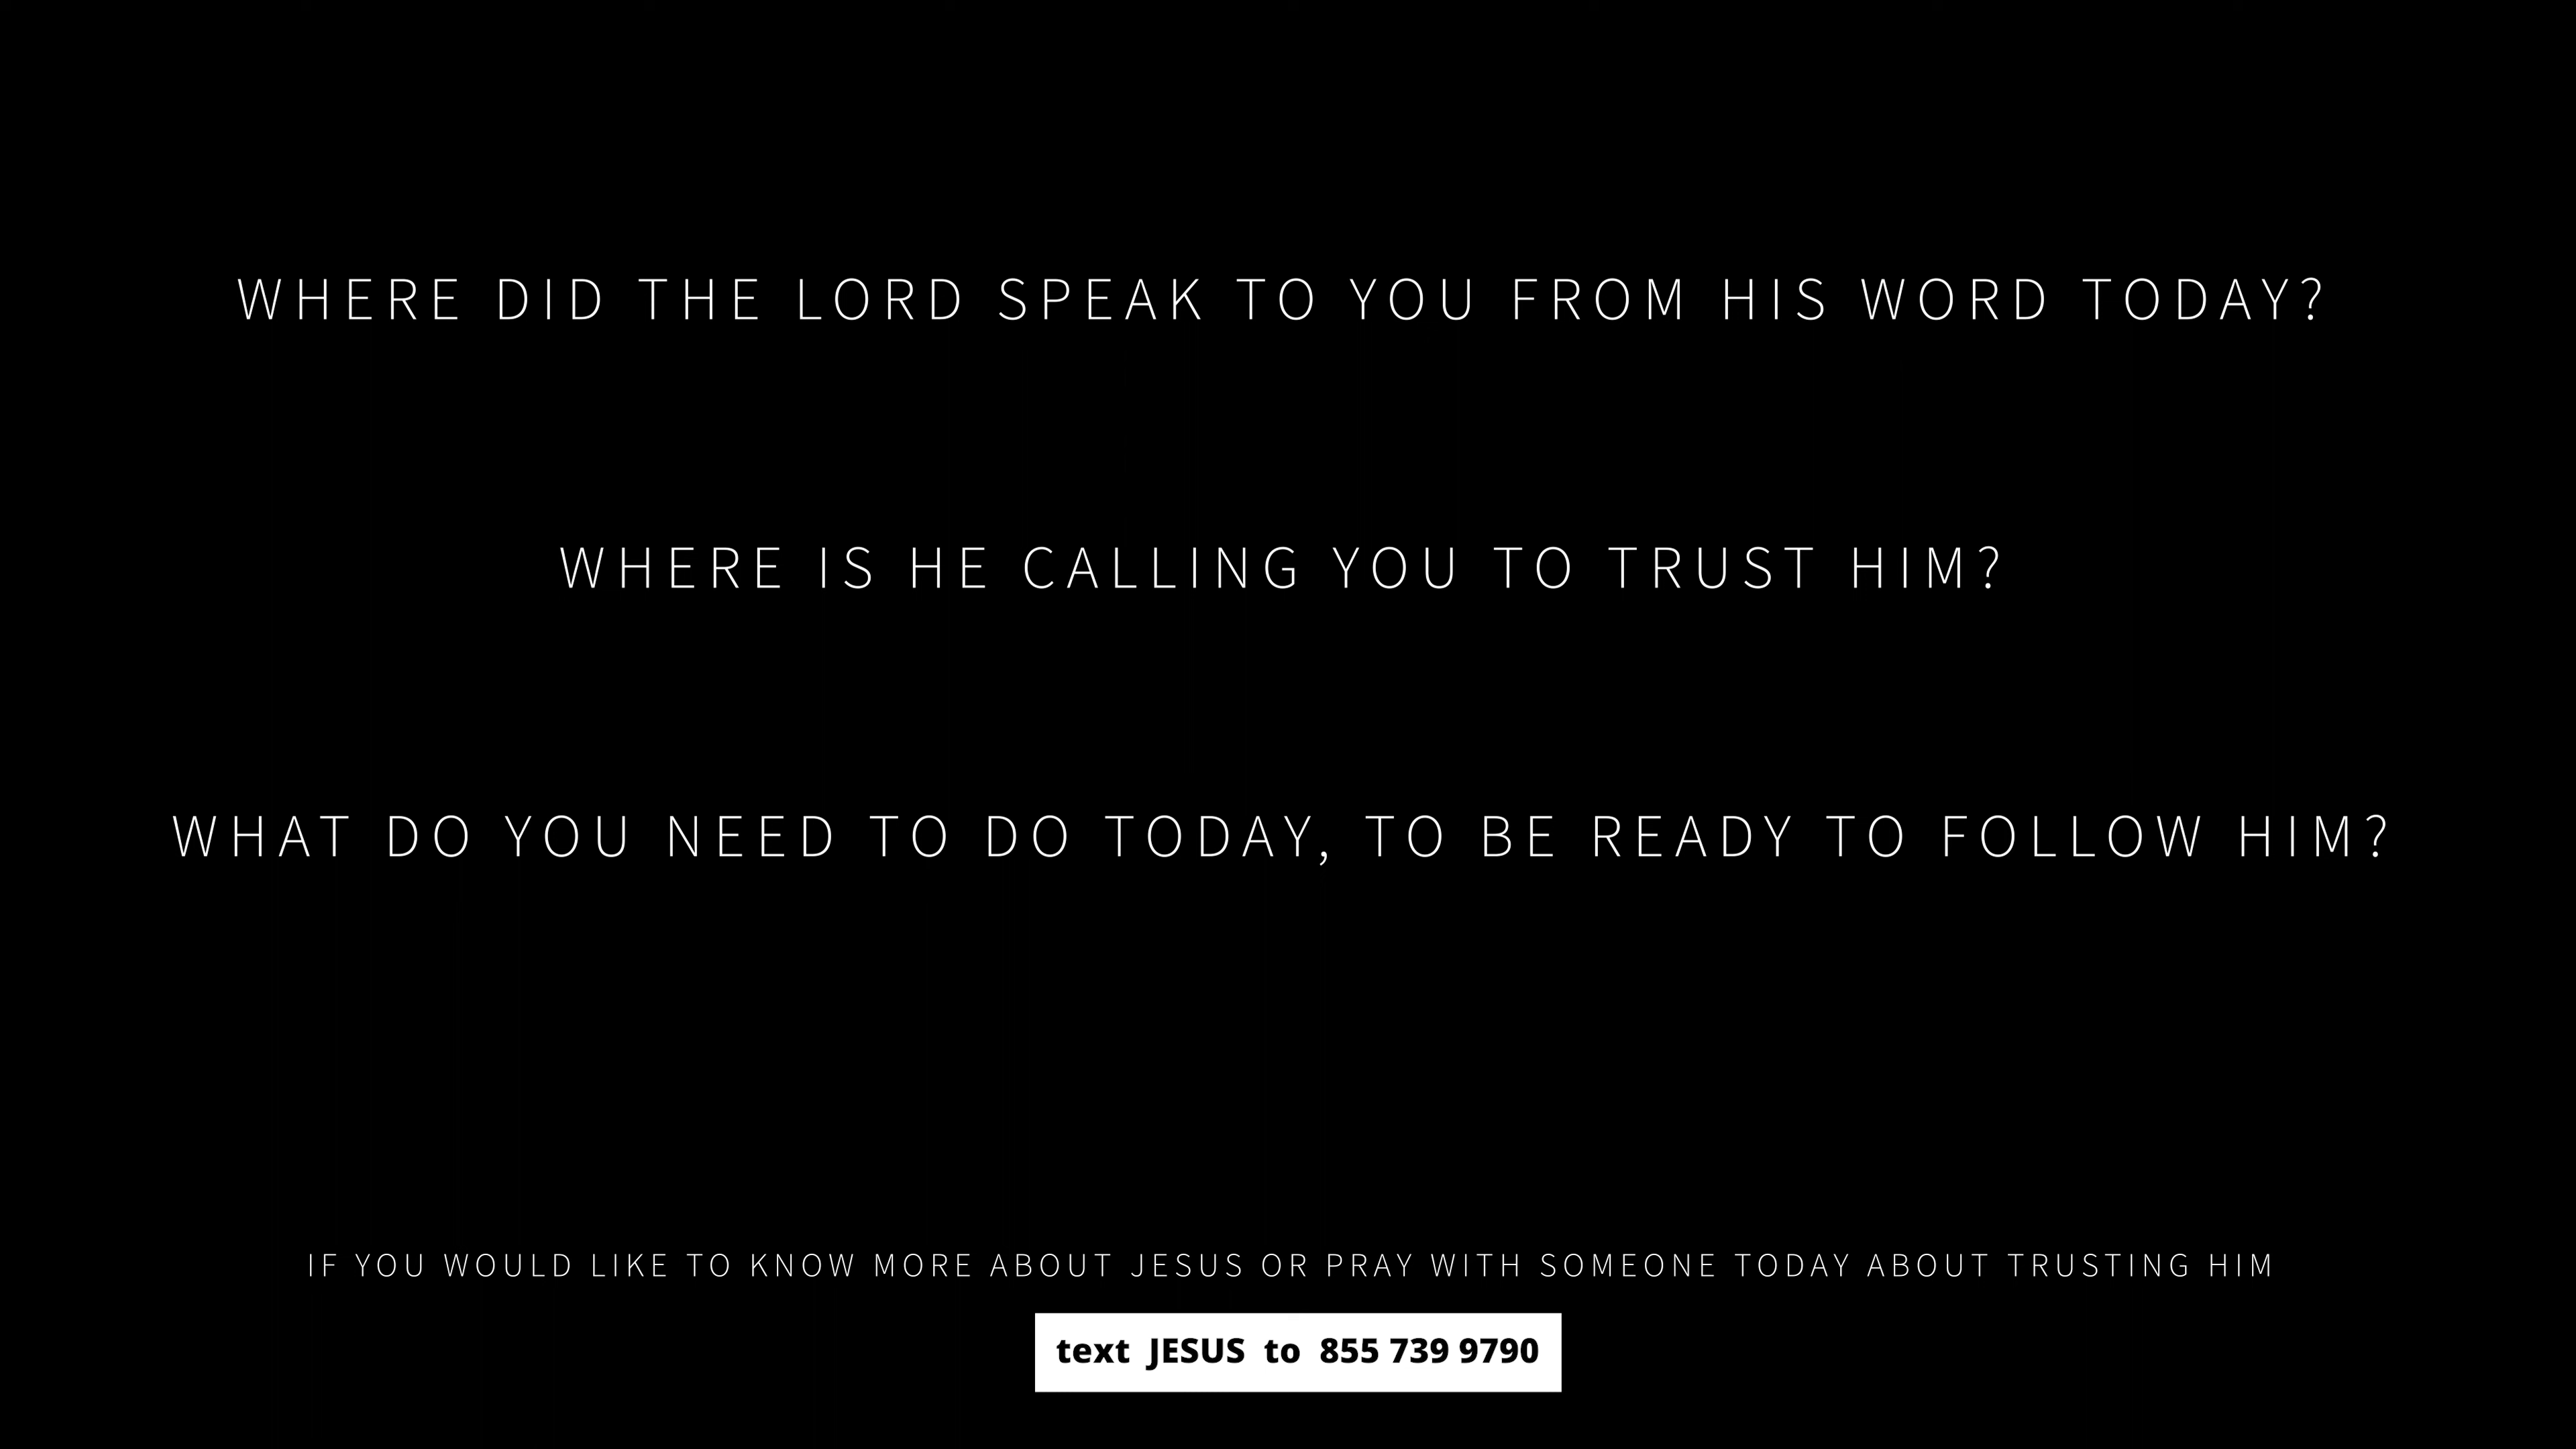 WHERE DID THE LORD SPEAK TO YOU FROM HIS WORD TODAY?
WHERE IS HE CALLING YOU TO TRUST HIM?
WHAT DO YOU NEED TO DO TODAY, TO BE READY TO FOLLOW HIM?
IF YOU WOULD LIKE TO KNOW MORE ABOUT JESUS OR PRAY WITH SOMEONE TODAY ABOUT TRUSTING HIM
text JESUS to 855 739 9790